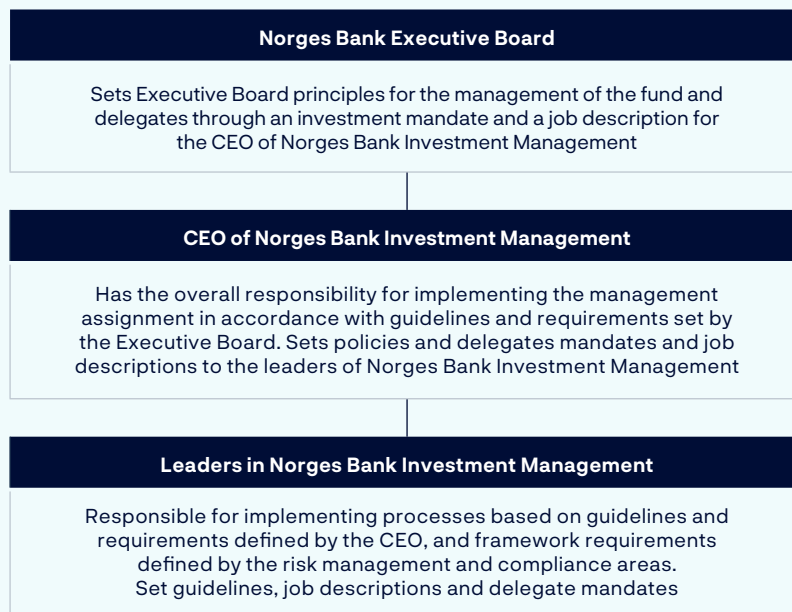 Norges Bank Executive Board
Sets Executive Board principles for the management of the fund and
delegates through an investment mandate and a job description for
the CEO of Norges Bank Investment Management
CEO of Norges Bank Investment Management
Has the overall responsibility for implementing the management
assignment in accordance with guidelines and requirements set by
the Executive Board. Sets policies and delegates mandates and job
descriptions to the leaders of Norges Bank Investment Management
Leaders in Norges Bank Investment Management
Responsible for implementing processes based on guidelines and
requirements defined by the CEO, and framework requirements
defined by the risk management and compliance areas.
Set guidelines, job descriptions and delegate mandates